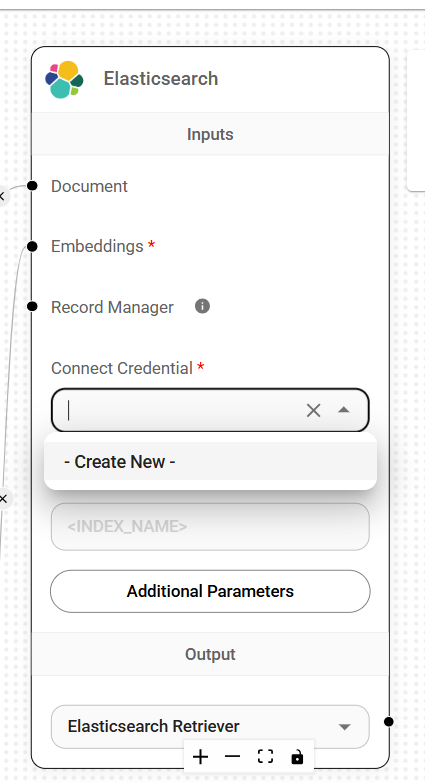 Elasticsearch
Inputs
Document
Embeddings *
Record Manager
Connect Credential *
- Create New -
<INDEX_NAME>
Additional Parameters
Output
Elasticsearch Retriever